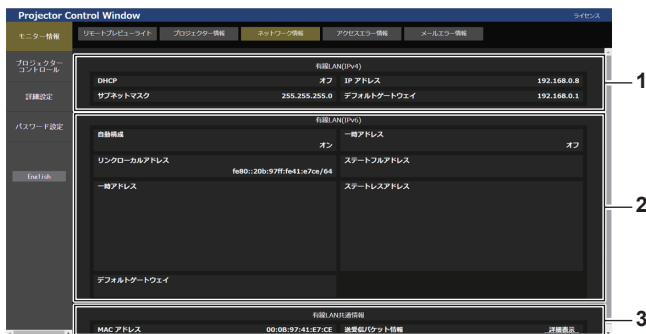 Projector Control Window
ライセンス
モニター情報
リモートプレビューライト
プロジェクター情報
ネットワーク情報
アクセスエラー情報
メールエラー情報
プロジェクター
コントロール
詳細設定
パスワード設定
English
有線LAN(IPv4)
DHCP オフ IP アドレス 192.168.0.8
サブネットマスク 255.255.255.0 デフォルトゲートウェイ 192.168.0.1
1
有線LAN(IPv6)
自動構成 一時アドレス
オン オフ
リンクローカルアドレス ステートフルアドレス
fe80::20b:97ff:fe41:e7ce/64
一時アドレス ステートレスアドレス
2
デフォルトゲートウェイ
有線LAN共通情報
3
MAC アドレス 00:0B:97:41:E7:CE 送受信パケット情報 詳細表示